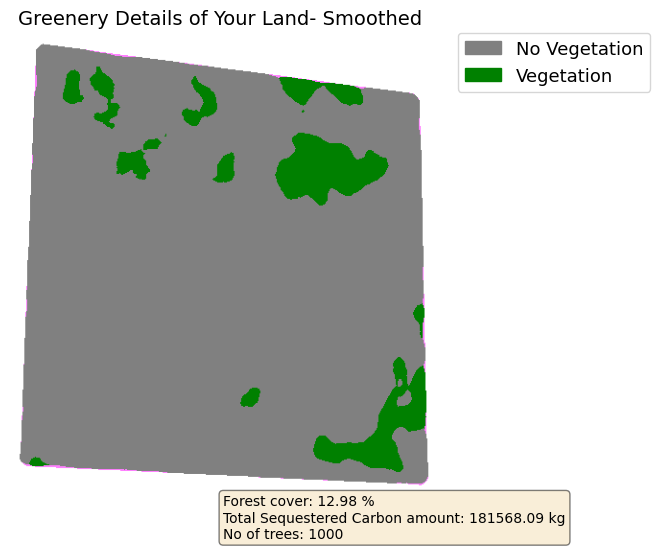 Greenery Details of Your Land- Smoothed
No Vegetation
Vegetation
Forest cover: 12.98 %
Total Sequestered Carbon amount: 181568.09 kg
No of trees: 1000